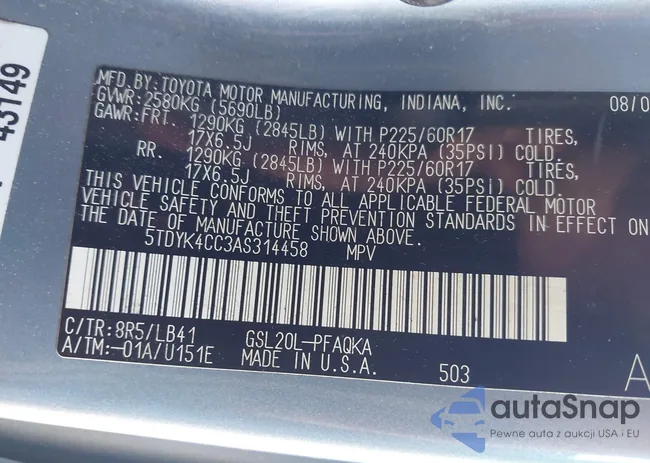 43149
MFD.BY:TOYOTA MOTOR MANUFACTURING, INDIANA, INC. 08/0
GVWR:2580KG (5690LB)
GAWR:FRT. 1290KG (2845LB) WITH P225/60R17 TIRES,
17X6.5J RIMS, AT 240KPA (35PSI) COLD.
RR. 1290KG (2845LB) WITH P225/60R17 TIRES,
17X6.5J RIMS, AT 240KPA (35PSI) COLD.
THIS VEHICLE CONFORMS TO ALL APPLICABLE FEDERAL MOTOR
VEHICLE SAFETY AND THEFT PREVENTION STANDARDS IN EFFECT ON
THE DATE OF MANUFACTURE SHOWN ABOVE.
5TDYK4CC3AS314458 MPV
C/TR:8R5/LB41 GSL20L-PFAQKA
A/TM:-01A/U151E MADE IN U.S.A. 503 A
autaSnap
Pewne auta z aukcji USA i EU